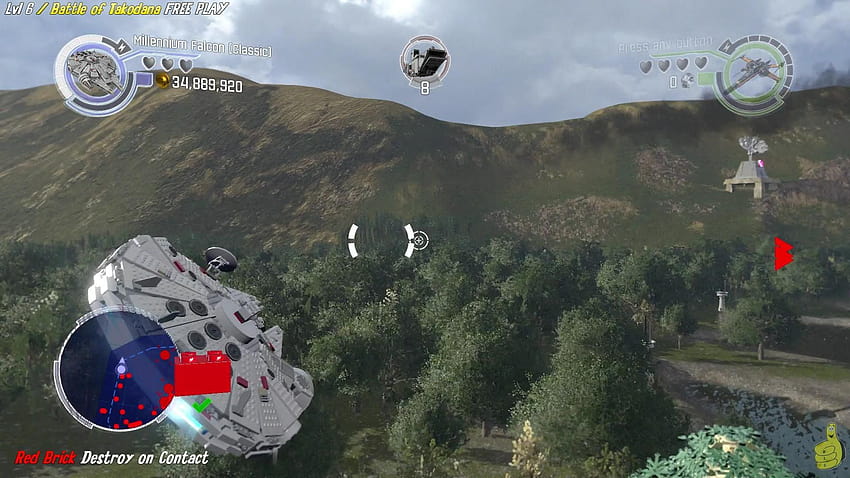 Lvl 6 // Battle of Takodana FREE PLAY
Millennium Falcon (Classic)
34,889,920
8
Press any button
0
Red Brick Destroy on Contact